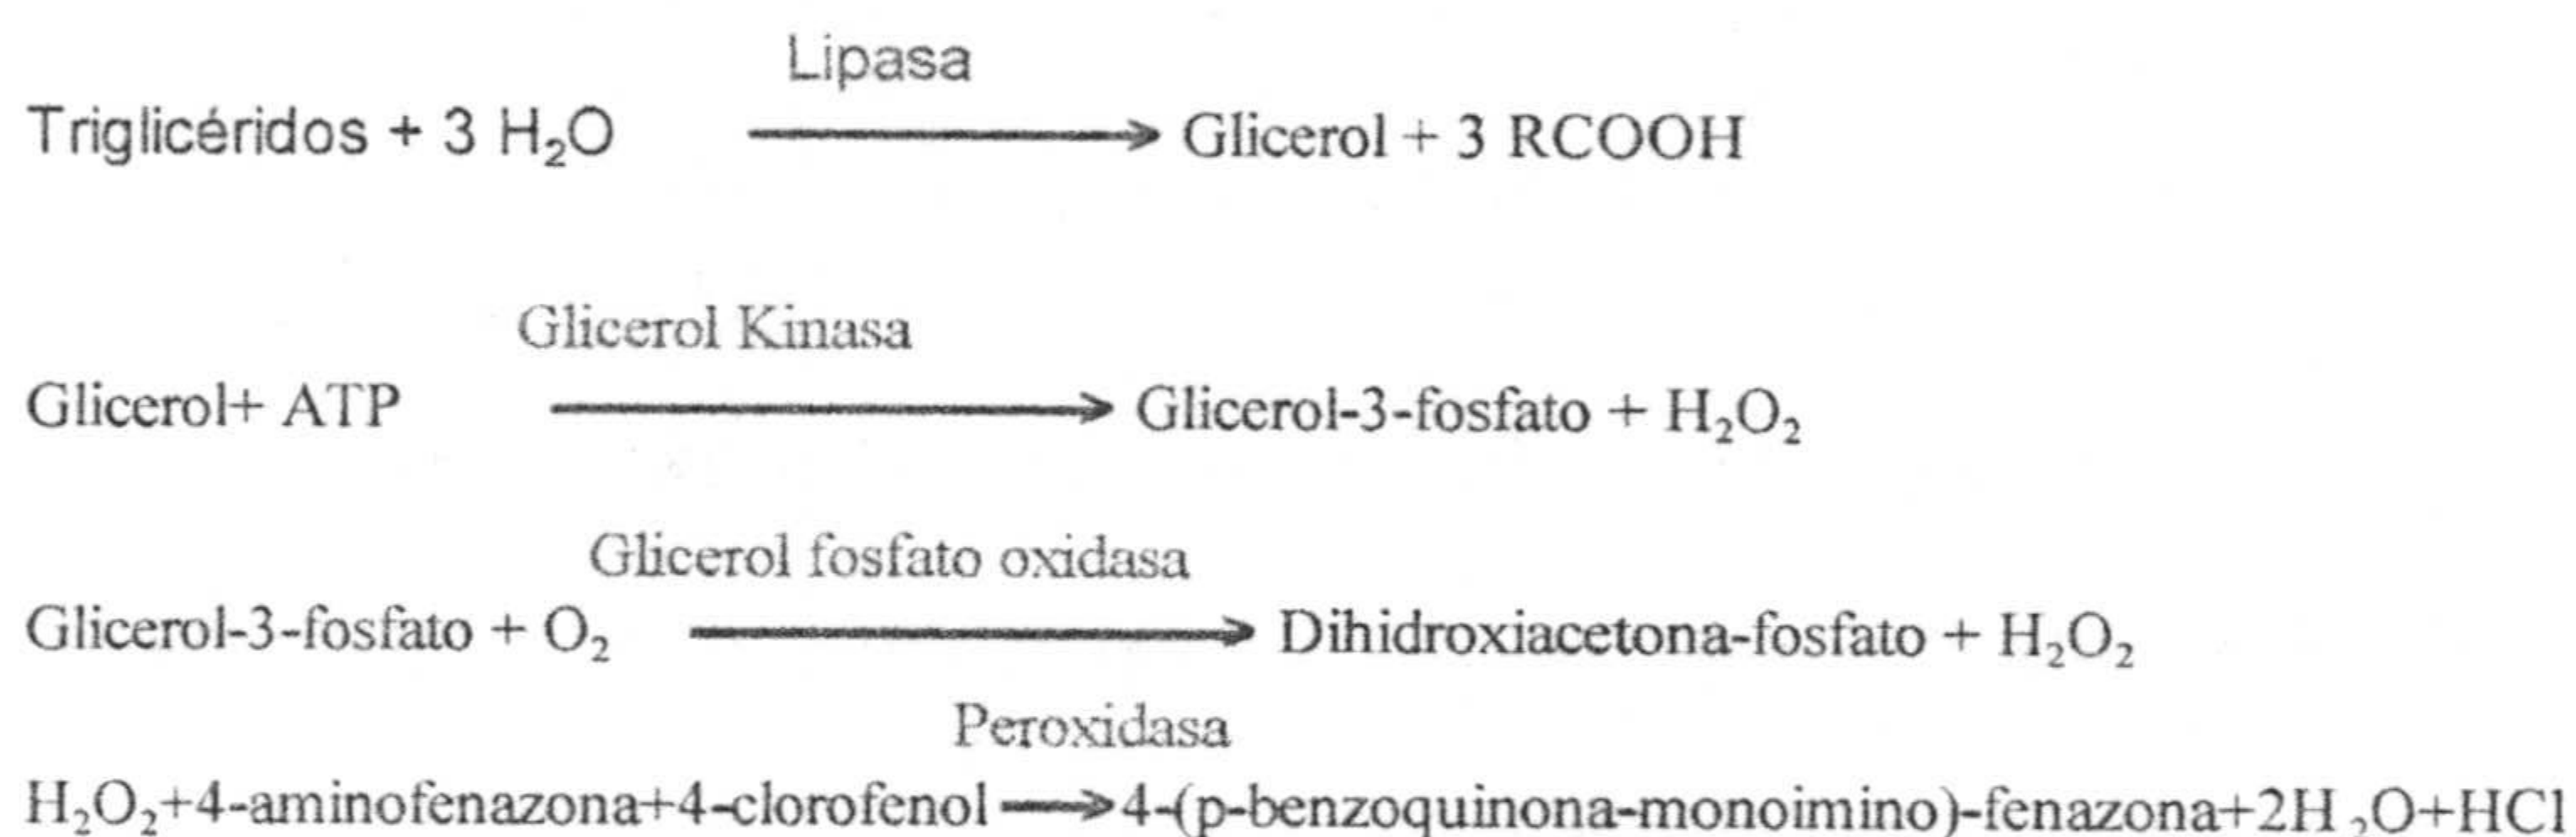 Lipasa
Triglicéridos + 3 H₂O ⟶ Glicerol + 3 RCOOH
Glicerol Kinasa
Glicerol+ ATP ⟶ Glicerol-3-fosfato + H₂O₂
Glicerol fosfato oxidasa
Glicerol-3-fosfato + O₂ ⟶ Dihidroxiacetona-fosfato + H₂O₂
Peroxidasa
H₂O₂+4-aminofenazona+4-clorofenol⟶4-(p-benzoquinona-monoimino)-fenazona+2H₂O+HCl